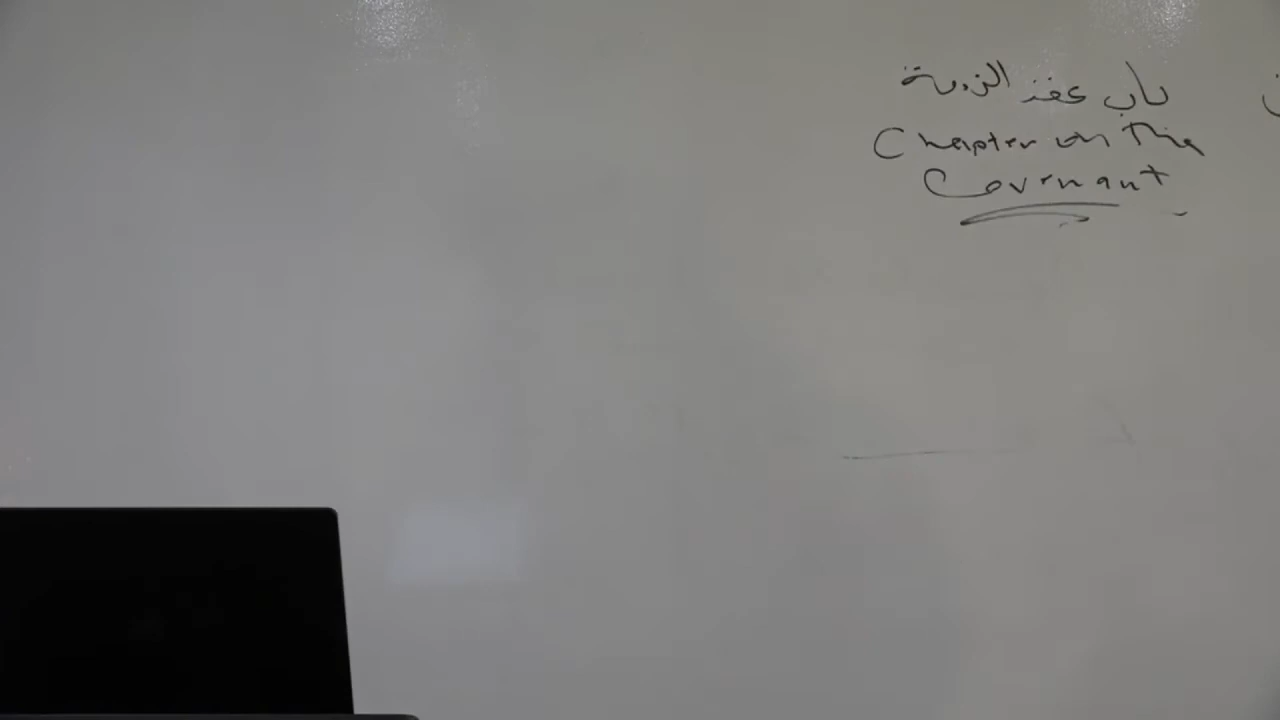 باب عقد الذمة
Chapter on the
Covenant